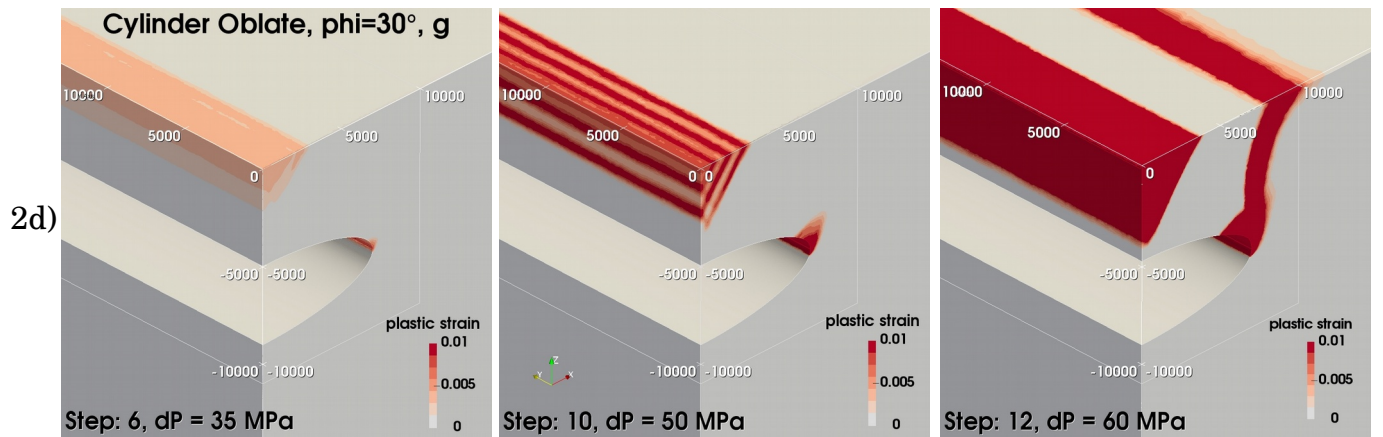 2d)
Cylinder Oblate, phi=30°, g
10000
5000
0
5000
10000
-5000 -5000
-10000 -10000
plastic strain
0.01
0.005
0
Step: 6, dP = 35 MPa
10000
5000
0 0
5000
10000
-5000 -5000
-10000 -10000
plastic strain
0.01
0.005
0
Z
Y
X
Step: 10, dP = 50 MPa
10000
5000
0
5000
10000
-5000 -5000
-10000 -10000
plastic strain
0.01
0.005
0
Step: 12, dP = 60 MPa